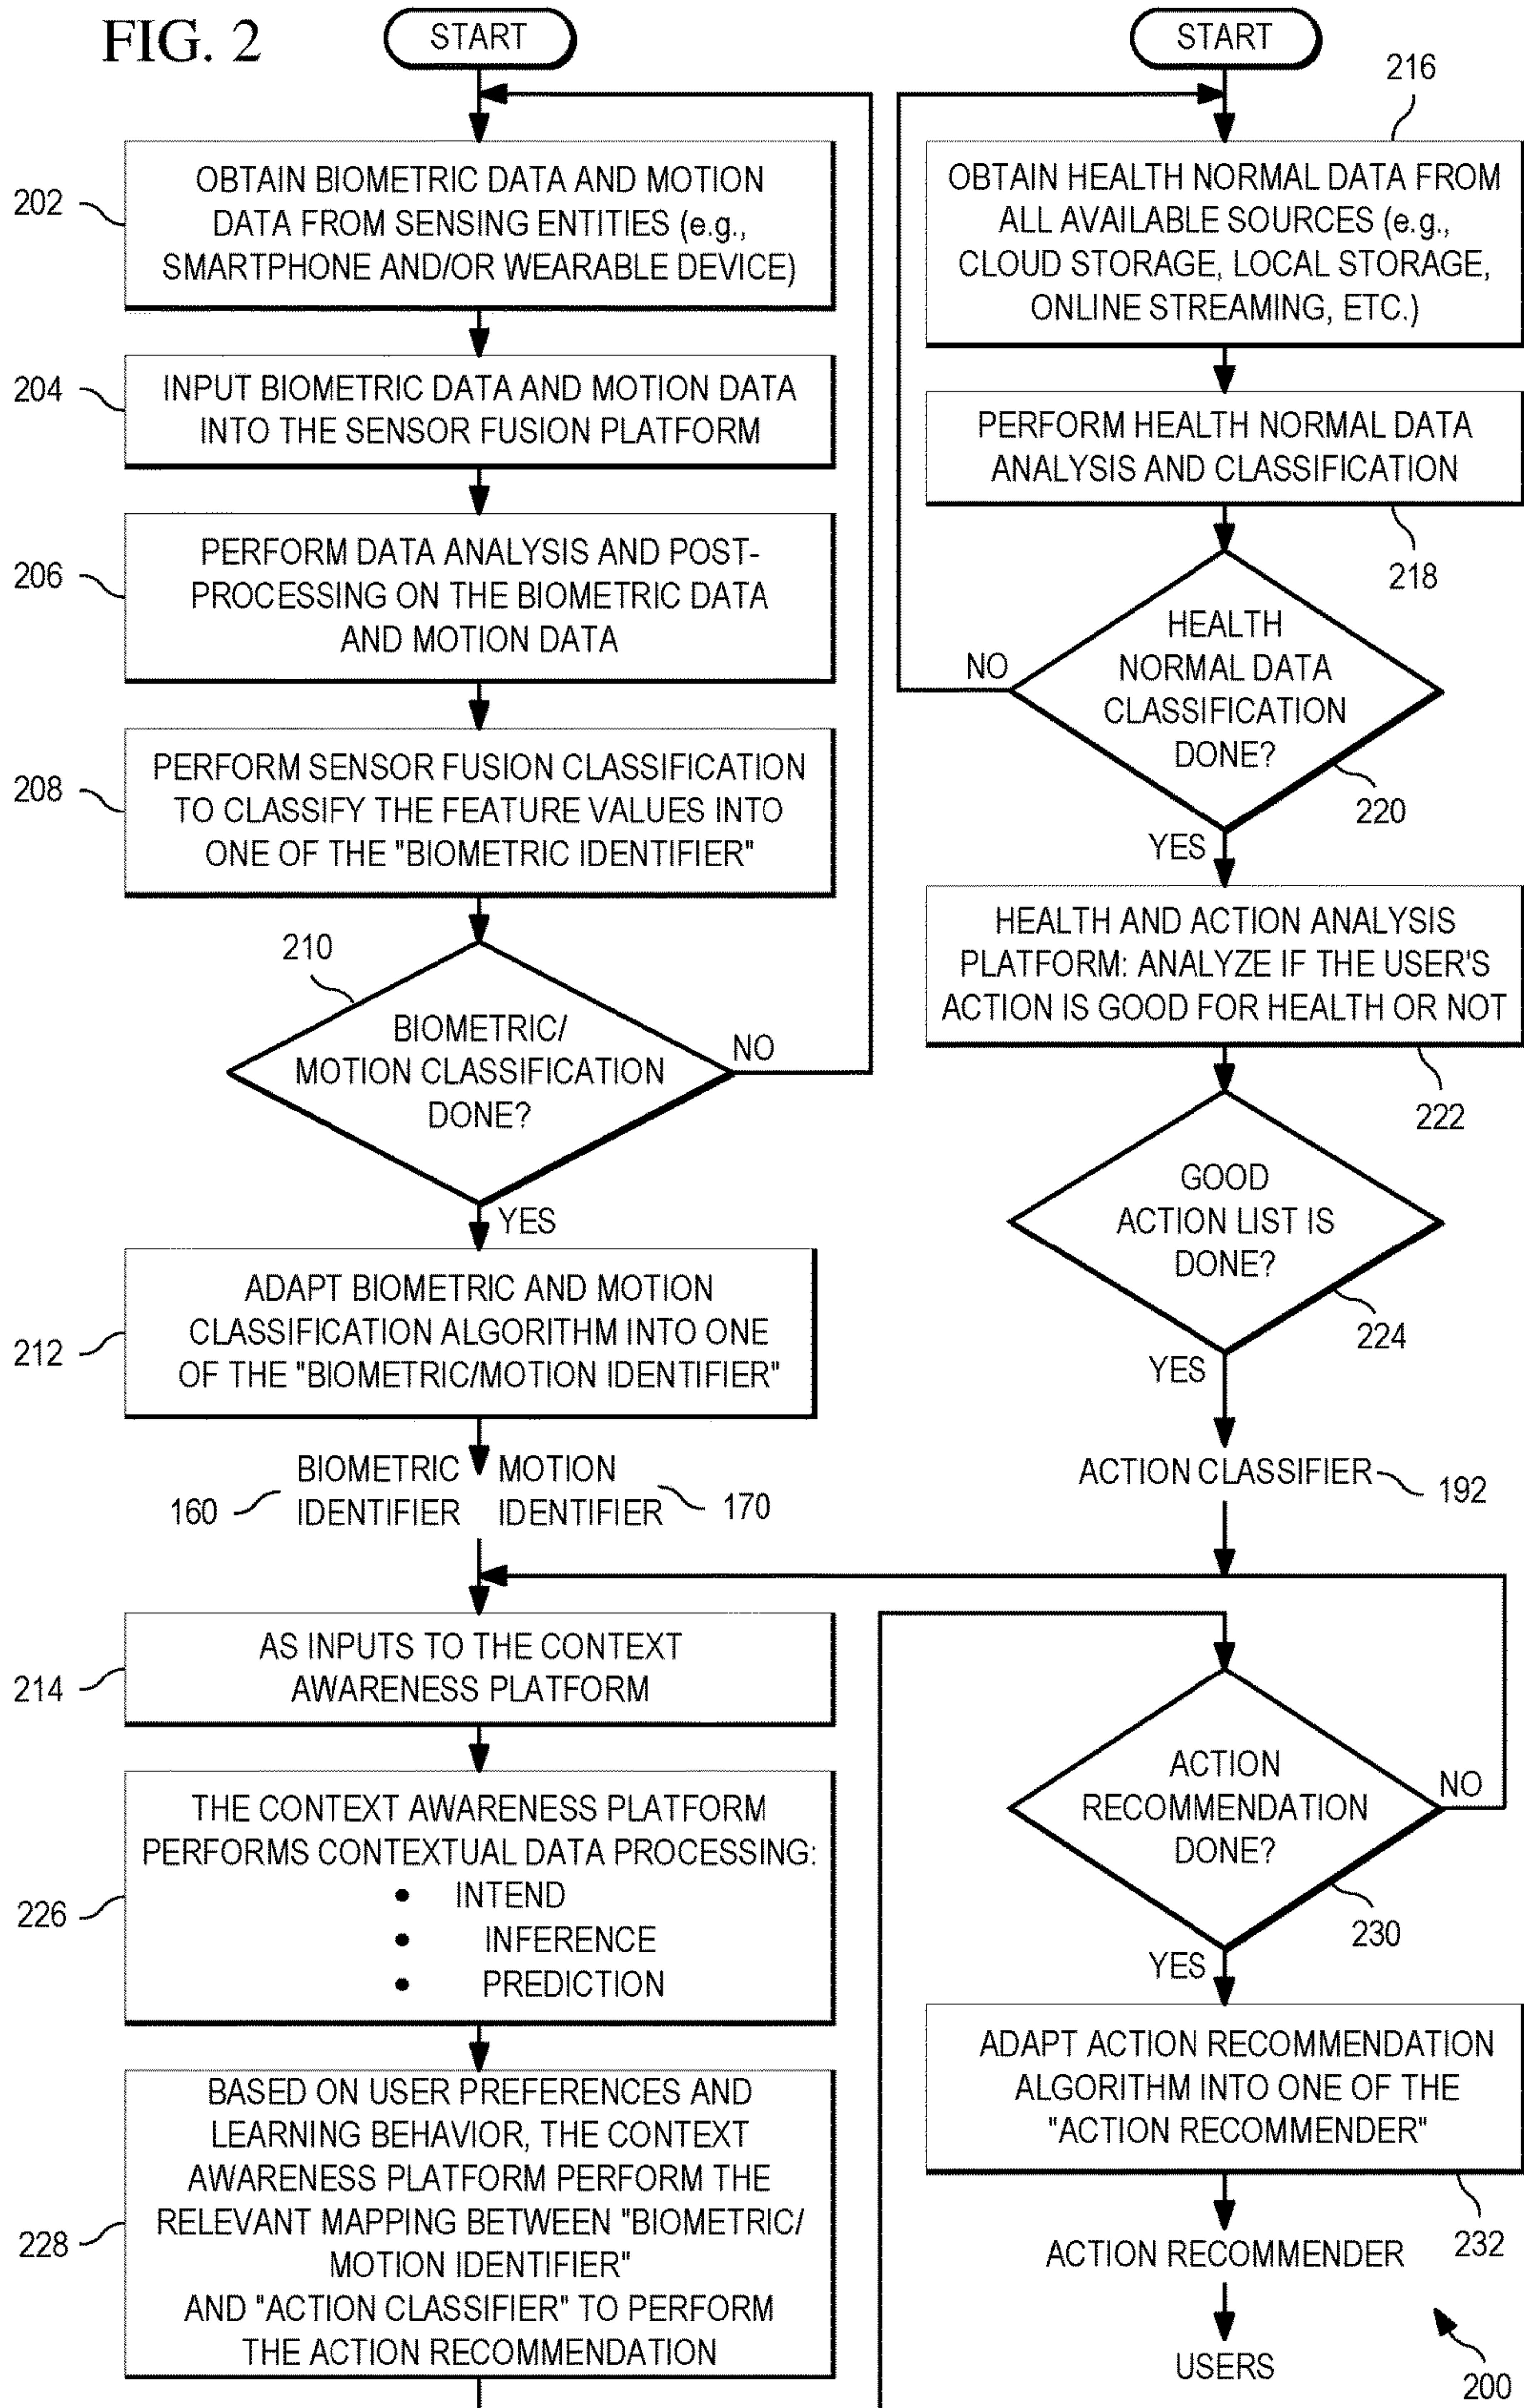 FIG. 2
START
202
OBTAIN BIOMETRIC DATA AND MOTION
DATA FROM SENSING ENTITIES (e.g.,
SMARTPHONE AND/OR WEARABLE DEVICE)
204
INPUT BIOMETRIC DATA AND MOTION DATA
INTO THE SENSOR FUSION PLATFORM
206
PERFORM DATA ANALYSIS AND POST-
PROCESSING ON THE BIOMETRIC DATA
AND MOTION DATA
208
PERFORM SENSOR FUSION CLASSIFICATION
TO CLASSIFY THE FEATURE VALUES INTO
ONE OF THE "BIOMETRIC IDENTIFIER"
210
BIOMETRIC/
MOTION CLASSIFICATION
DONE?
NO
YES
212
ADAPT BIOMETRIC AND MOTION
CLASSIFICATION ALGORITHM INTO ONE
OF THE "BIOMETRIC/MOTION IDENTIFIER"
BIOMETRIC
IDENTIFIER
160
MOTION
IDENTIFIER
170
214
AS INPUTS TO THE CONTEXT
AWARENESS PLATFORM
226
THE CONTEXT AWARENESS PLATFORM
PERFORMS CONTEXTUAL DATA PROCESSING:
• INTEND
• INFERENCE
• PREDICTION
228
BASED ON USER PREFERENCES AND
LEARNING BEHAVIOR, THE CONTEXT
AWARENESS PLATFORM PERFORM THE
RELEVANT MAPPING BETWEEN "BIOMETRIC/
MOTION IDENTIFIER"
AND "ACTION CLASSIFIER" TO PERFORM
THE ACTION RECOMMENDATION
START
216
OBTAIN HEALTH NORMAL DATA FROM
ALL AVAILABLE SOURCES (e.g.,
CLOUD STORAGE, LOCAL STORAGE,
ONLINE STREAMING, ETC.)
PERFORM HEALTH NORMAL DATA
ANALYSIS AND CLASSIFICATION
218
HEALTH
NORMAL DATA
CLASSIFICATION
DONE?
NO
220
YES
HEALTH AND ACTION ANALYSIS
PLATFORM: ANALYZE IF THE USER'S
ACTION IS GOOD FOR HEALTH OR NOT
222
GOOD
ACTION LIST IS
DONE?
224
YES
ACTION CLASSIFIER
192
ACTION
RECOMMENDATION
DONE?
NO
230
YES
ADAPT ACTION RECOMMENDATION
ALGORITHM INTO ONE OF THE
"ACTION RECOMMENDER"
232
ACTION RECOMMENDER
USERS
200